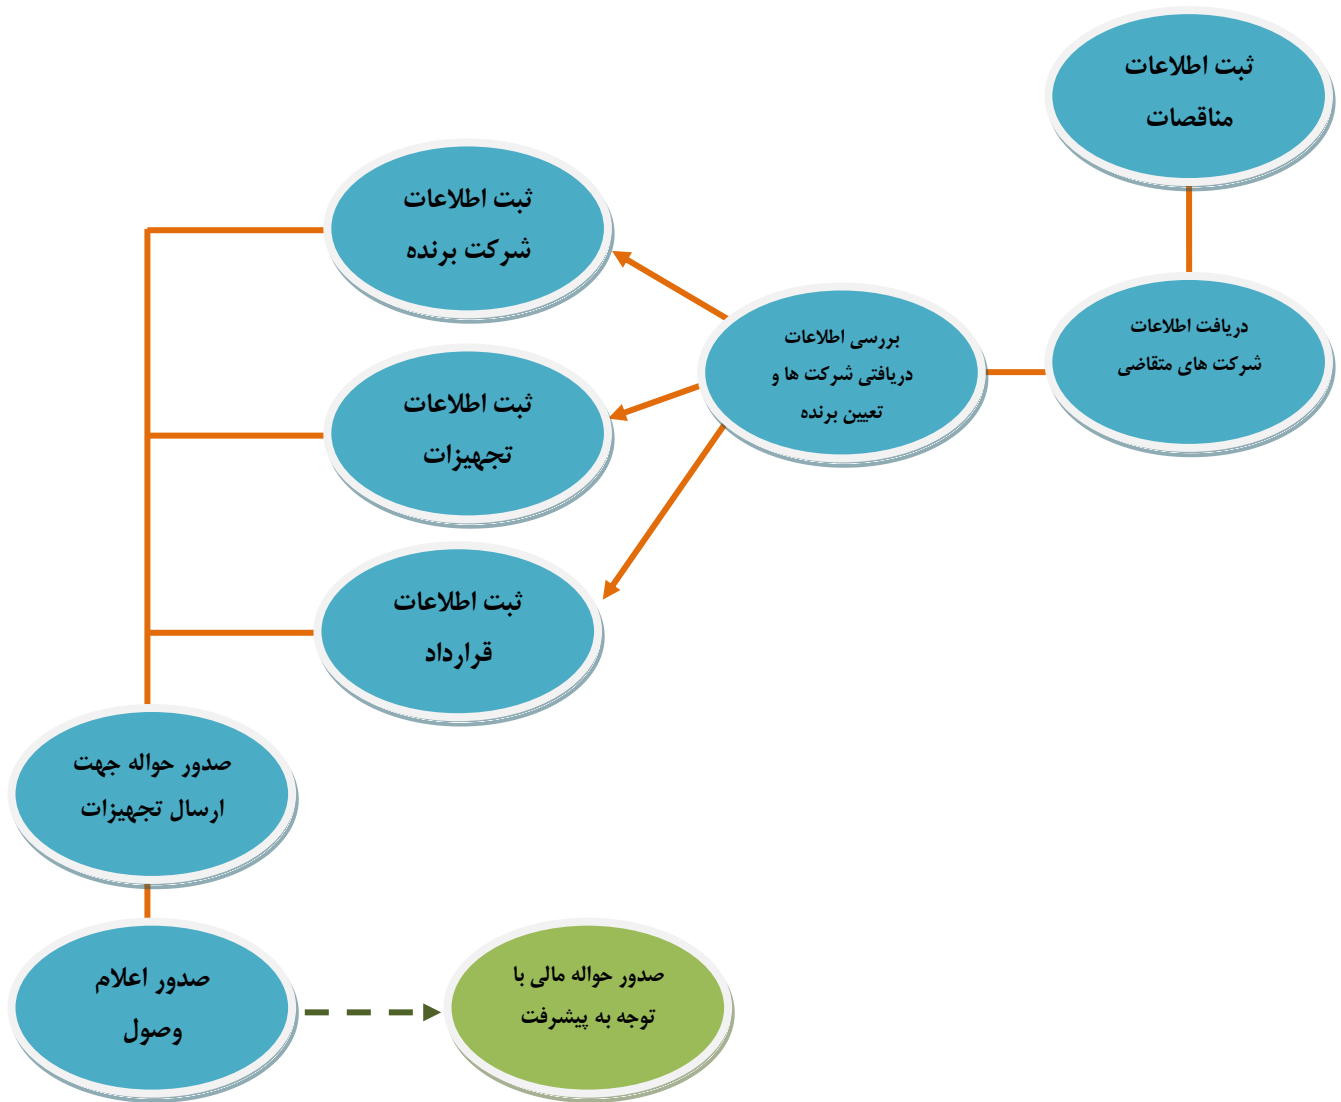 ثبت اطلاعات
مناقصات
دریافت اطلاعات
شرکت های متقاضی
بررسی اطلاعات
دریافتی شرکت ها و
تعیین برنده
ثبت اطلاعات
شرکت برنده
ثبت اطلاعات
تجهیزات
ثبت اطلاعات
قرارداد
صدور حواله جهت
ارسال تجهیزات
صدور اعلام
وصول
صدور حواله مالی با
توجه به پیشرفت